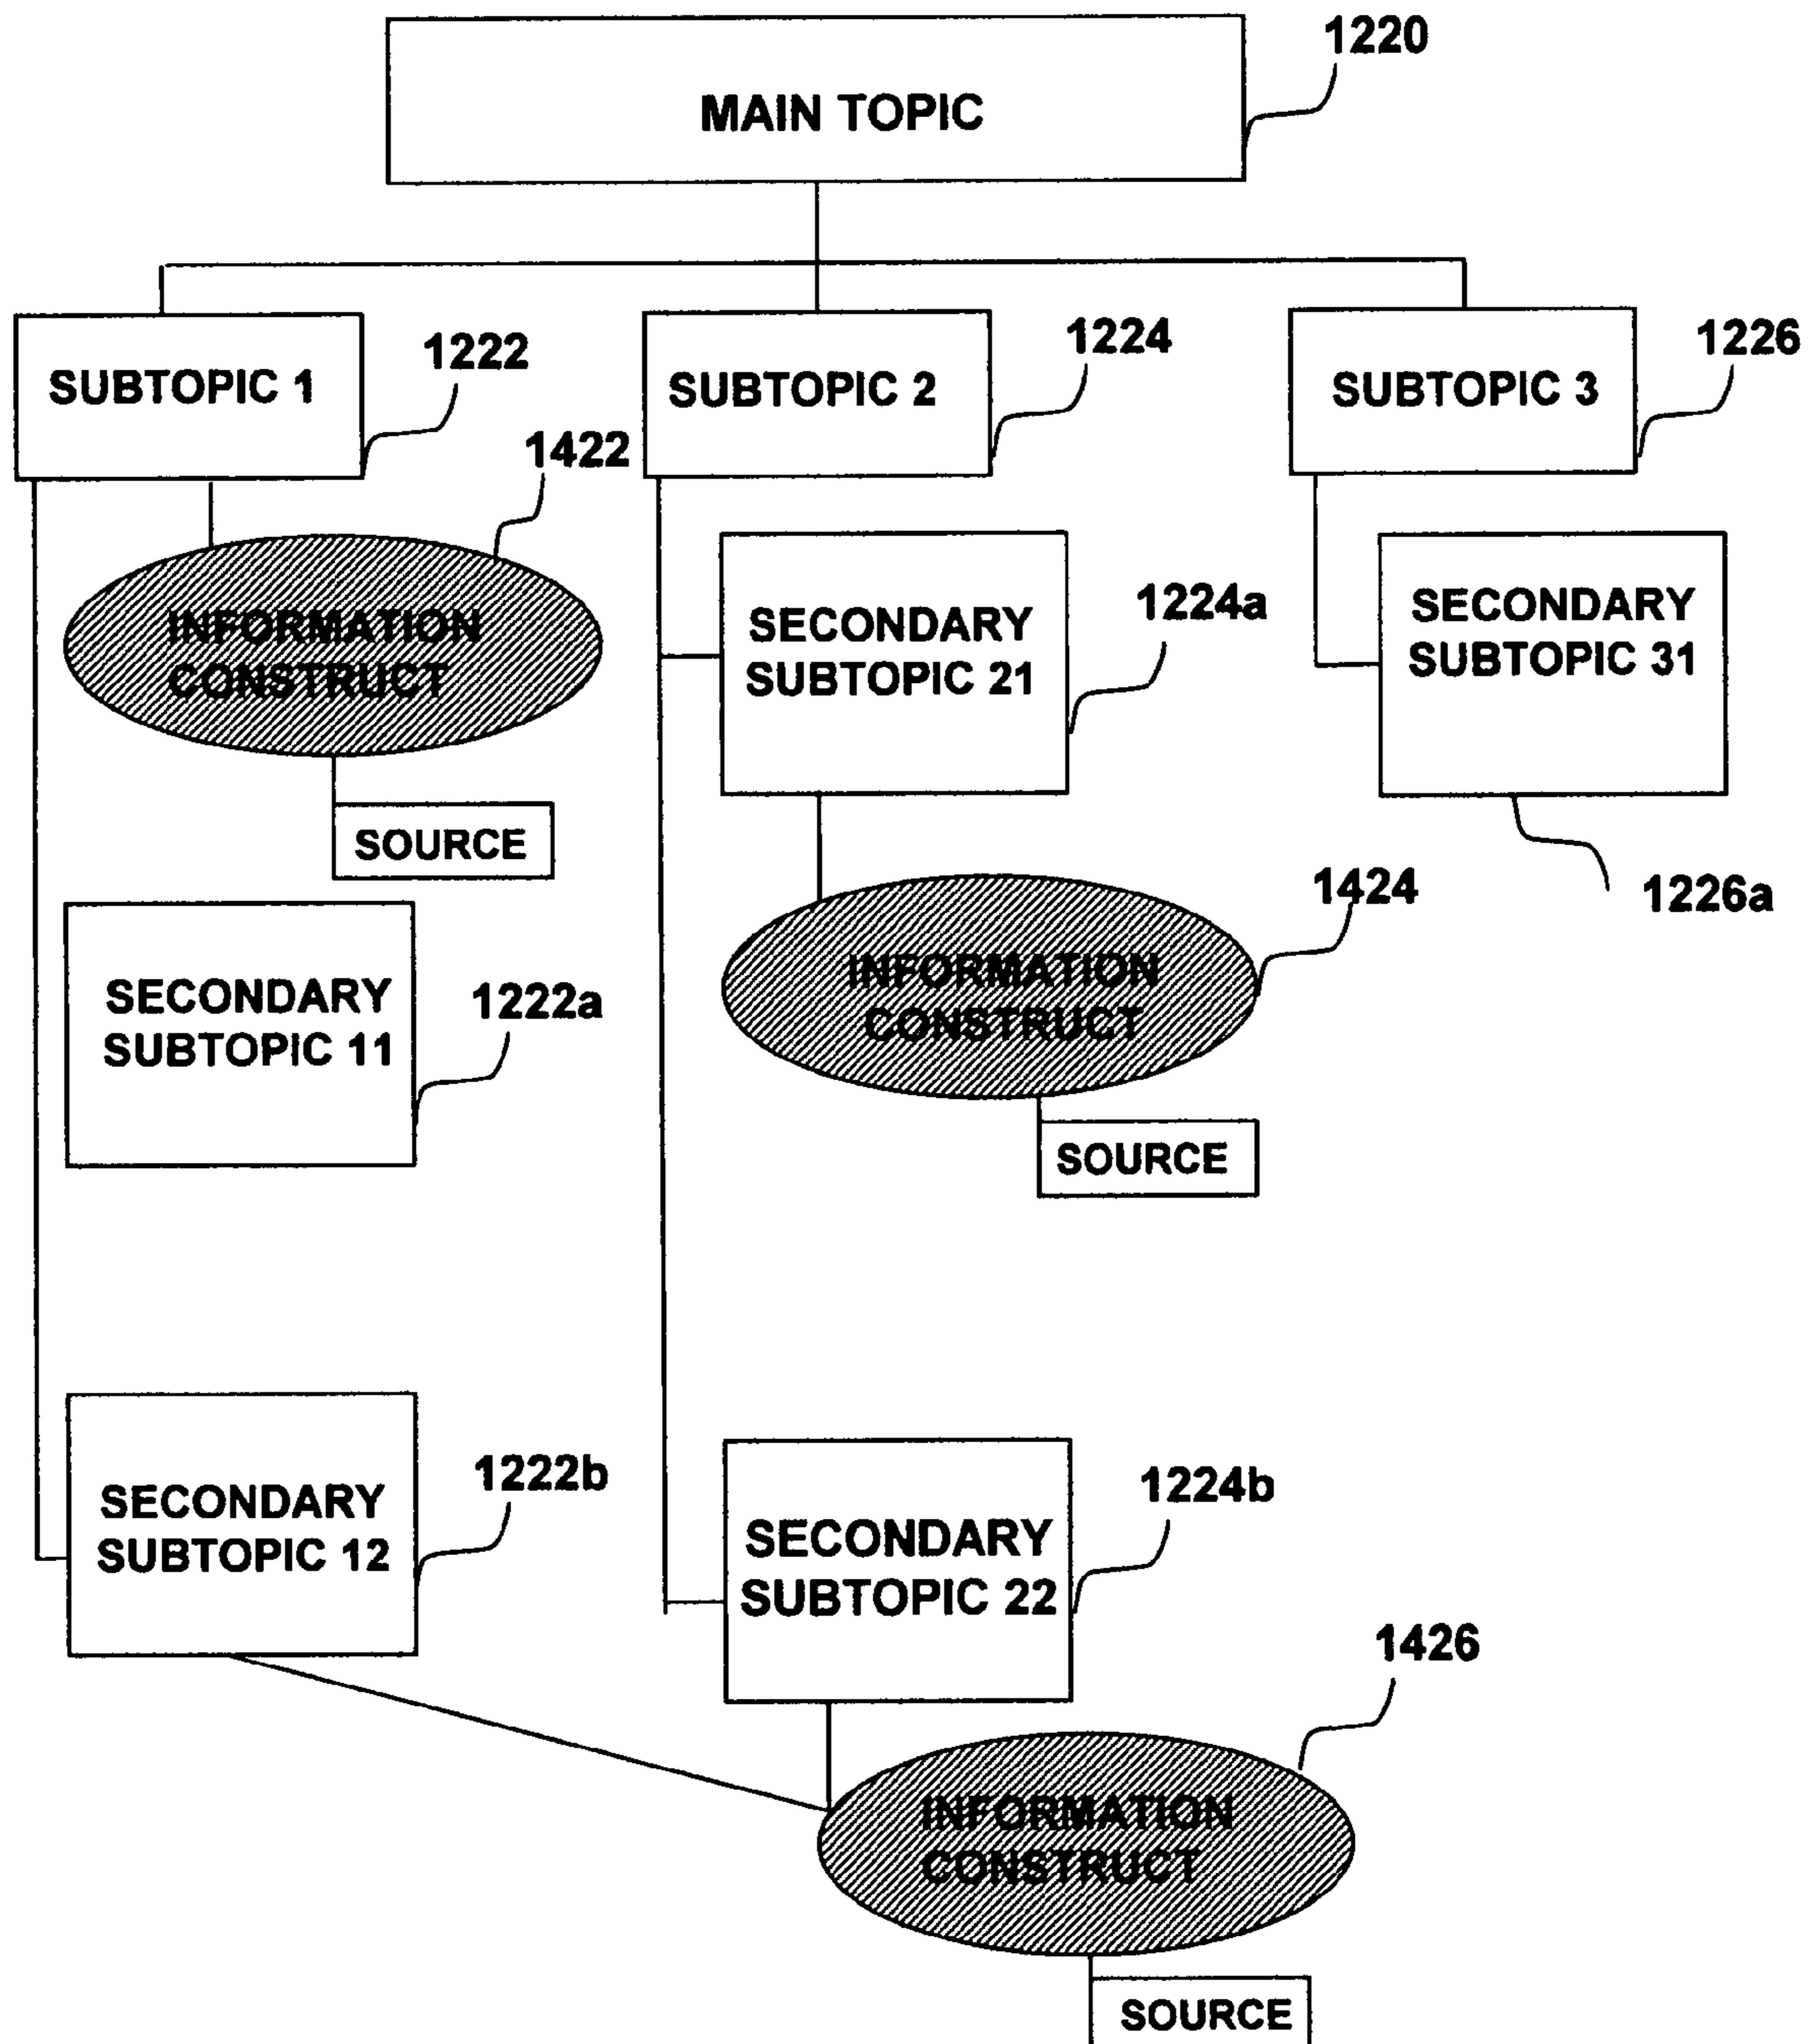 1220
MAIN TOPIC
SUBTOPIC 1
1222
SUBTOPIC 2
1224
SUBTOPIC 3
1226
1422
INFORMATION
CONSTRUCT
SOURCE
SECONDARY
SUBTOPIC 21
1224a
SECONDARY
SUBTOPIC 31
1226a
1424
INFORMATION
CONSTRUCT
SOURCE
SECONDARY
SUBTOPIC 11
1222a
SECONDARY
SUBTOPIC 12
1222b
SECONDARY
SUBTOPIC 22
1224b
1426
INFORMATION
CONSTRUCT
SOURCE